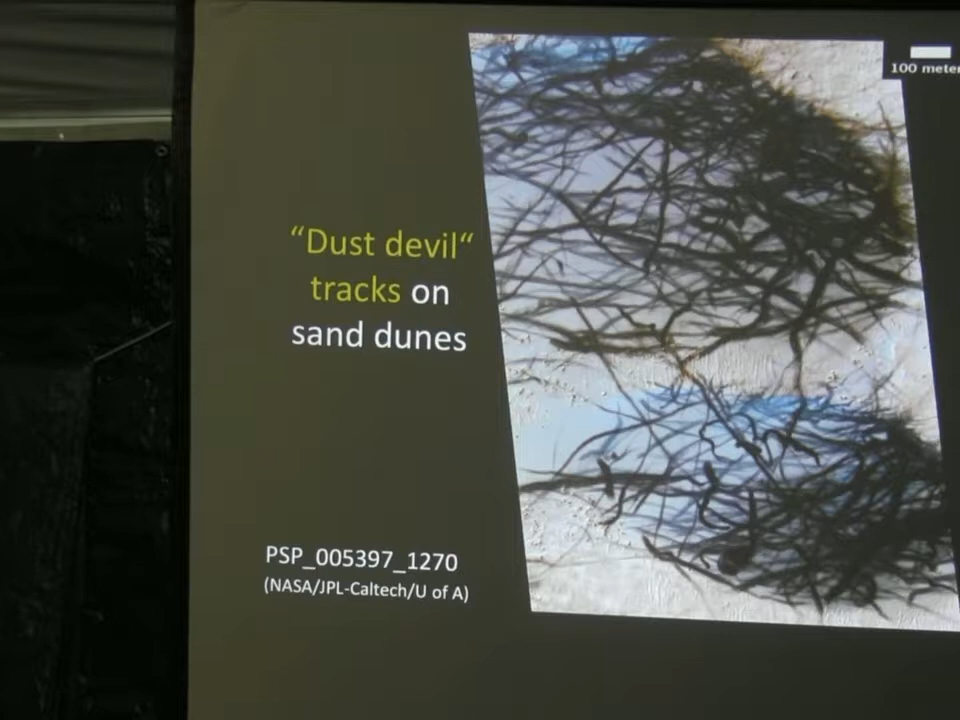 100 meter
“Dust devil“
tracks on
sand dunes
PSP_005397_1270
(NASA/JPL-Caltech/U of A)